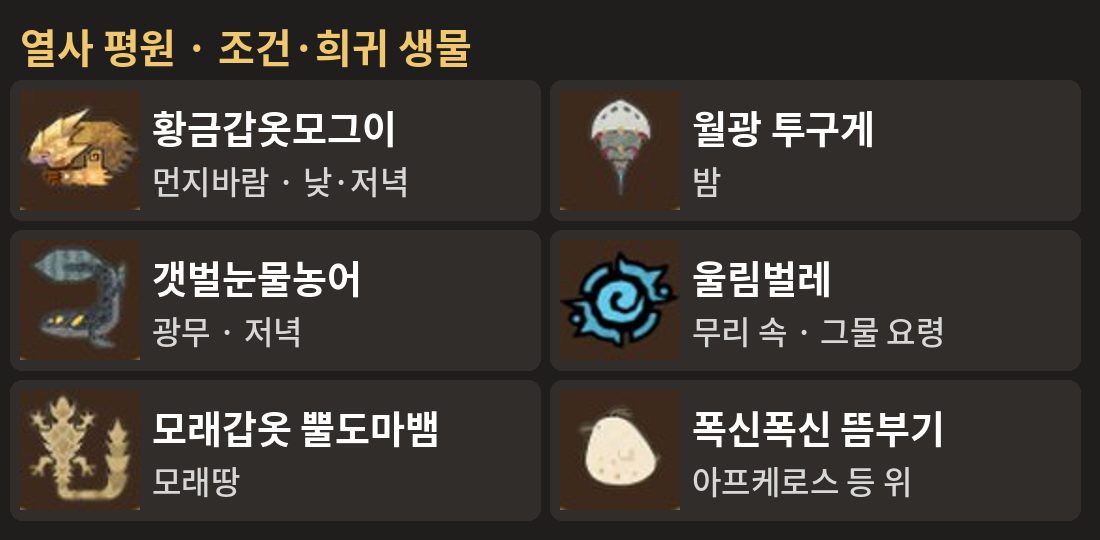 열사 평원 · 조건·희귀 생물
황금갑옷모그이
먼지바람 · 낮·저녁
월광 투구게
밤
갯벌눈물농어
광무 · 저녁
울림벌레
무리 속 · 그물 요령
모래갑옷 뿔도마뱀
모래땅
폭신폭신 뜸부기
아프케로스 등 위